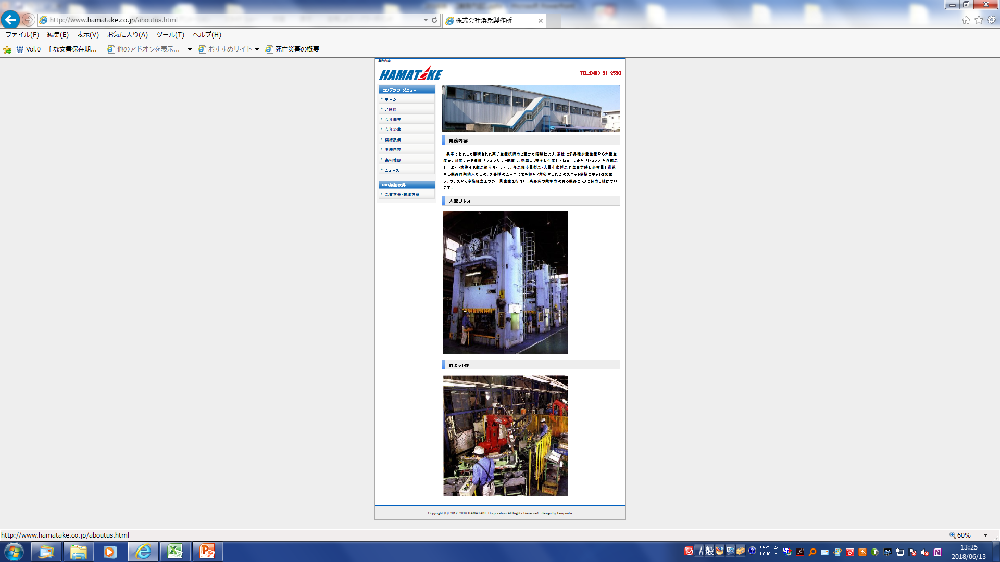 http://www.hamatake.co.jp/aboutus.html
株式会社浜岳製作所
ファイル(F) 編集(E) 表示(V) お気に入り(A) ツール(T) ヘルプ(H)
Vol.0 主な文書保存期... 他のアドオンを表示... おすすめサイト 死亡災害の概要
業務内容
HAMATAKE
TEL:0463-21-2550
コンテンツ・メニュー
ホーム
ご挨拶
会社概要
会社沿革
機械設備
業務内容
案内地図
ニュース
ISO認証取得
品質方針・環境方針
業務内容
長年にわたって蓄積された高い生産技術力と豊かな経験により、当社は多品種少量生産から大量生
産まで対応できる鋼板プレスマシンを配置し、効率よく安全に生産しています。またプレスされた各部品
をスポット溶接する部品組立ラインでは、多品種少量製品・大量生産製品や毎日定時に必要量を供給
する製品同期納入などの、お客様のニーズにきめ細かく対応するためのスポット溶接ロボットを配置
し、プレスから溶接組立までの一貫生産を行ない、高品質で競争力のある製品づくりに努力し続けてい
ます。
大型プレス
ロボット群
Copyright (C) 2012-2018 HAMATAKE Corporation All Rights Reserved. design by tempnate
http://www.hamatake.co.jp/aboutus.html
60%
A 般
CAPS
KANA
13:25
2018/06/13